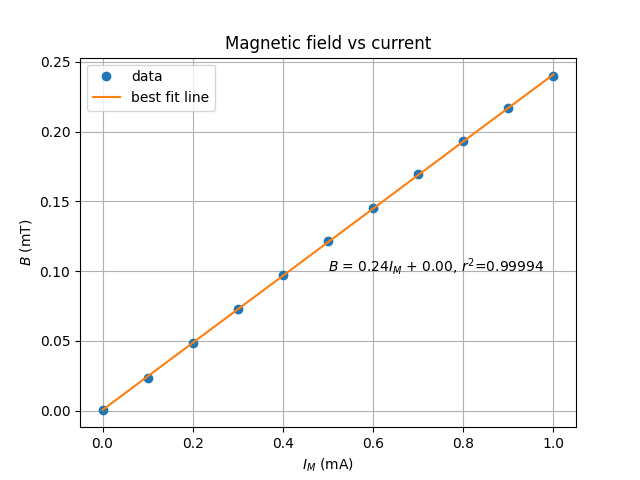 Magnetic field vs current
data
best fit line
0.25
0.20
0.15
0.10
0.05
0.00
B (mT)
B = 0.24I_M + 0.00, r²=0.99994
0.0 0.2 0.4 0.6 0.8 1.0
I_M (mA)